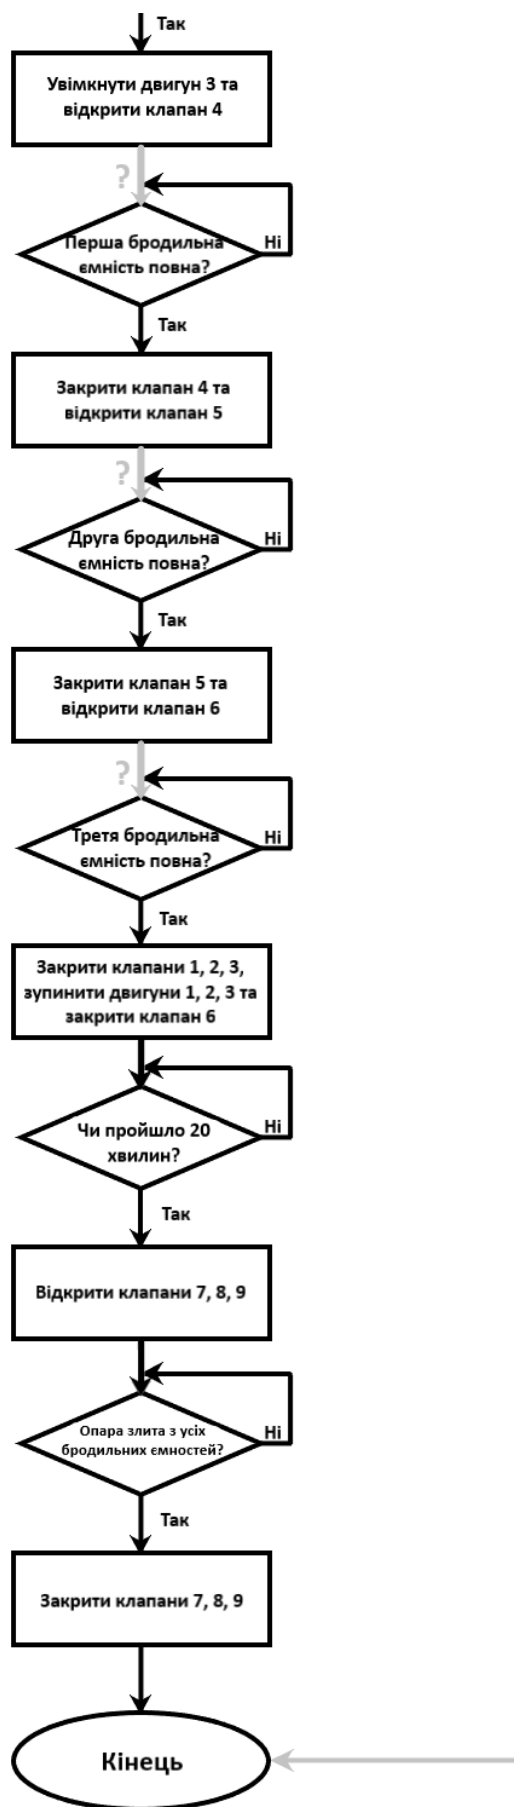 Так
Увімкнути двигун 3 та
відкрити клапан 4
?
Перша бродильна
ємність повна?
Ні
Так
Закрити клапан 4 та
відкрити клапан 5
?
Друга бродильна
ємність повна?
Ні
Так
Закрити клапан 5 та
відкрити клапан 6
?
Третя бродильна
ємність повна?
Ні
Так
Закрити клапани 1, 2, 3,
зупинити двигуни 1, 2, 3 та
закрити клапан 6
Чи пройшло 20
хвилин?
Ні
Так
Відкрити клапани 7, 8, 9
Опара злита з усіх
бродильних ємностей?
Ні
Так
Закрити клапани 7, 8, 9
Кінець